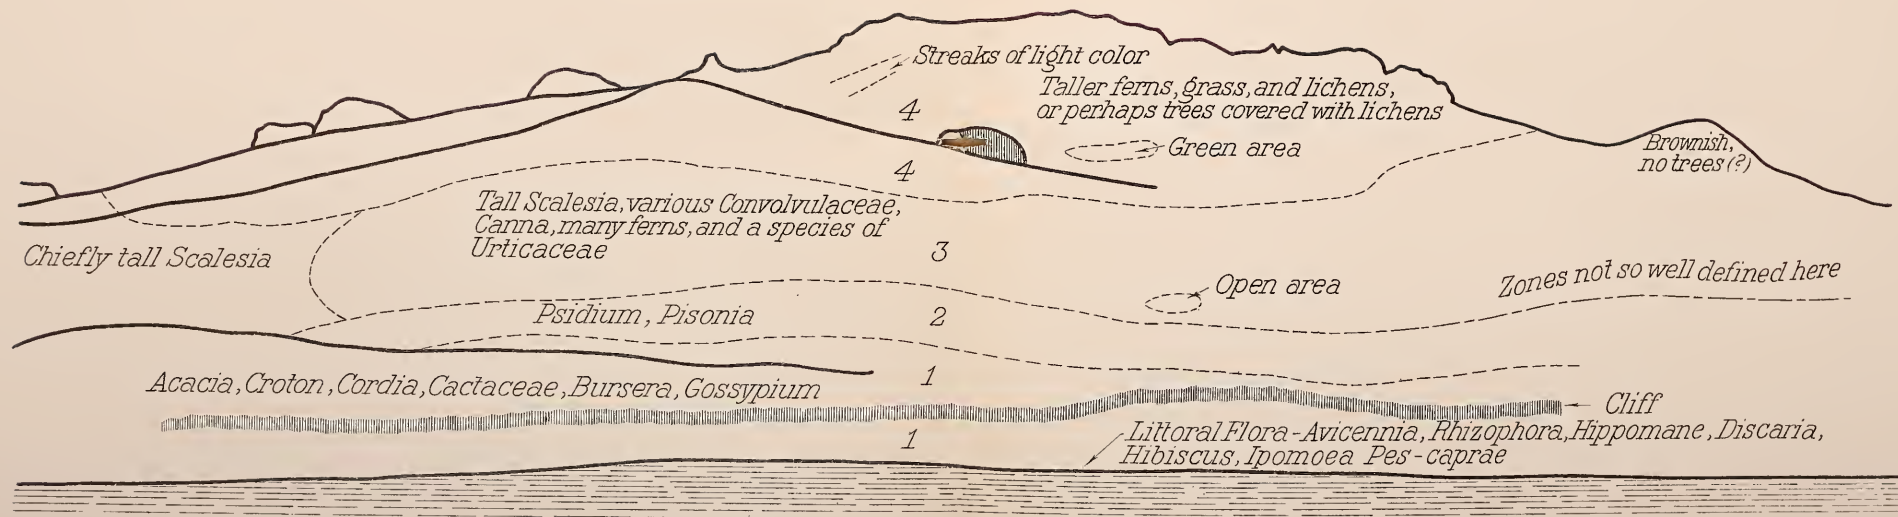 Streaks of light color
Taller ferns, grass, and lichens,
or perhaps trees covered with lichens
4
Green area
Brownish,
no trees (?)
4
Tall Scalesia, various Convolvulaceae,
Canna, many ferns, and a species of
Urticaceae
3
Chiefly tall Scalesia
Open area
Zones not so well defined here
Psidium, Pisonia
2
1
Acacia, Croton, Cordia, Cactaceae, Bursera, Gossypium
Cliff
1
Littoral Flora - Avicennia, Rhizophora, Hippomane, Discaria,
Hibiscus, Ipomoea Pes-caprae